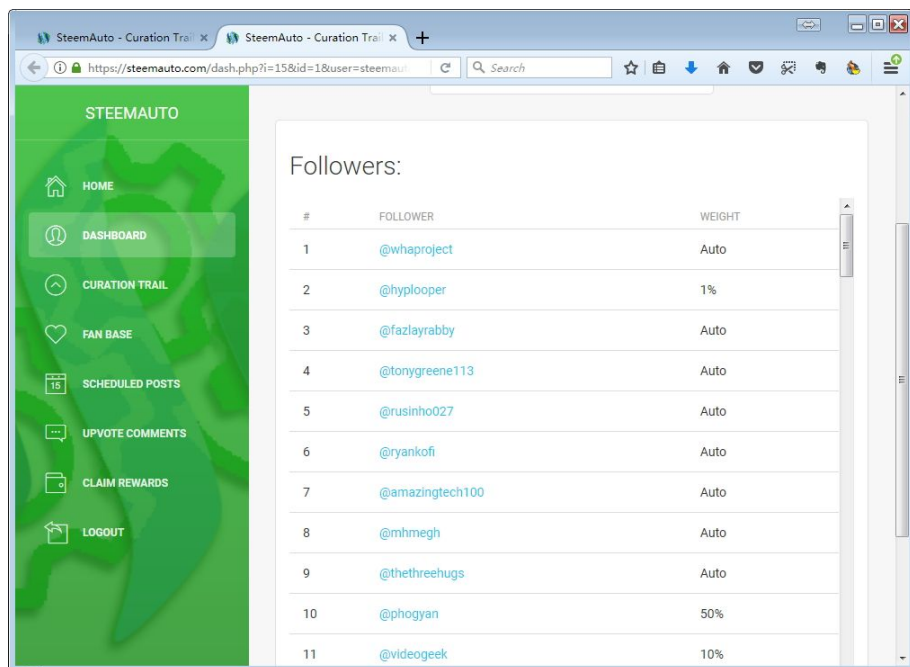 SteemAuto - Curation Trail
SteemAuto - Curation Trail
https://steemauto.com/dash.php?i=15&id=1&user=steemaut
Search
STEEMAUTO
HOME
DASHBOARD
CURATION TRAIL
FAN BASE
15
SCHEDULED POSTS
UPVOTE COMMENTS
CLAIM REWARDS
LOGOUT
Followers:
# FOLLOWER WEIGHT
1 @whaproject Auto
2 @hyplooper 1%
3 @fazlayrabby Auto
4 @tonygreene113 Auto
5 @rusinho027 Auto
6 @ryankofi Auto
7 @amazingtech100 Auto
8 @mhmegh Auto
9 @thethreehugs Auto
10 @phogyan 50%
11 @videogeek 10%